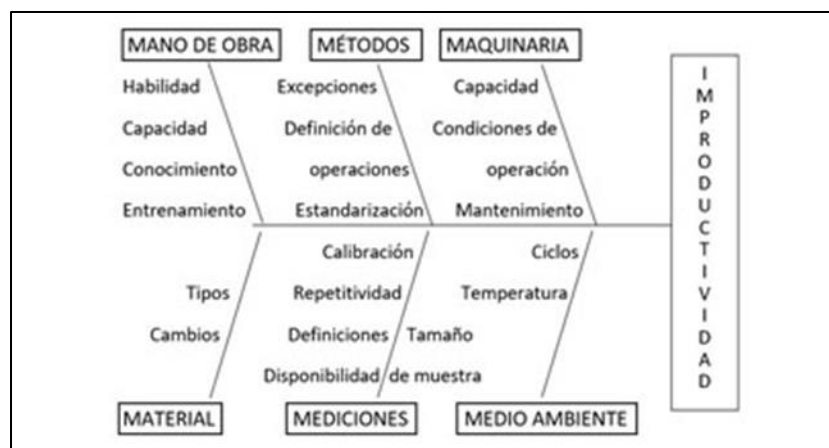 MANO DE OBRA
MÉTODOS
MAQUINARIA
Habilidad
Capacidad
Conocimiento
Entrenamiento
Excepciones
Definición de
operaciones
Estandarización
Capacidad
Condiciones de
operación
Mantenimiento
Tipos
Cambios
Calibración
Repetitividad
Definiciones
Disponibilidad
Tamaño
de muestra
Ciclos
Temperatura
MATERIAL
MEDICIONES
MEDIO AMBIENTE
IMPRODUCTIVIDAD